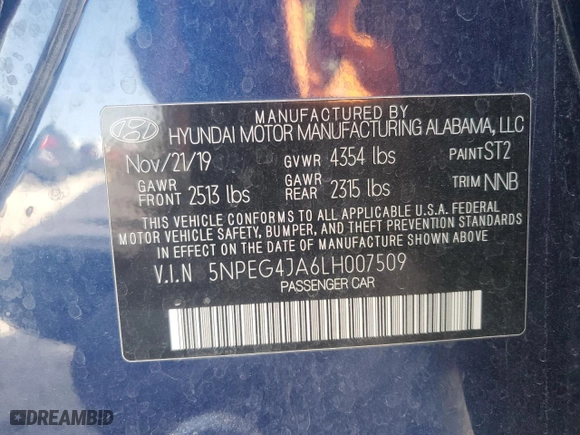 MANUFACTURED BY
HYUNDAI MOTOR MANUFACTURING ALABAMA, LLC
Nov/21/19 GVWR 4354 lbs PAINT ST2
GAWR FRONT 2513 lbs GAWR REAR 2315 lbs TRIM NNB
THIS VEHICLE CONFORMS TO ALL APPLICABLE U.S.A. FEDERAL
MOTOR VEHICLE SAFETY, BUMPER, AND THEFT PREVENTION
STANDARDS IN EFFECT ON THE DATE OF MANUFACTURE SHOWN ABOVE.
V.I.N 5NPEG4JA6LH007509
PASSENGER CAR
DREAMBID